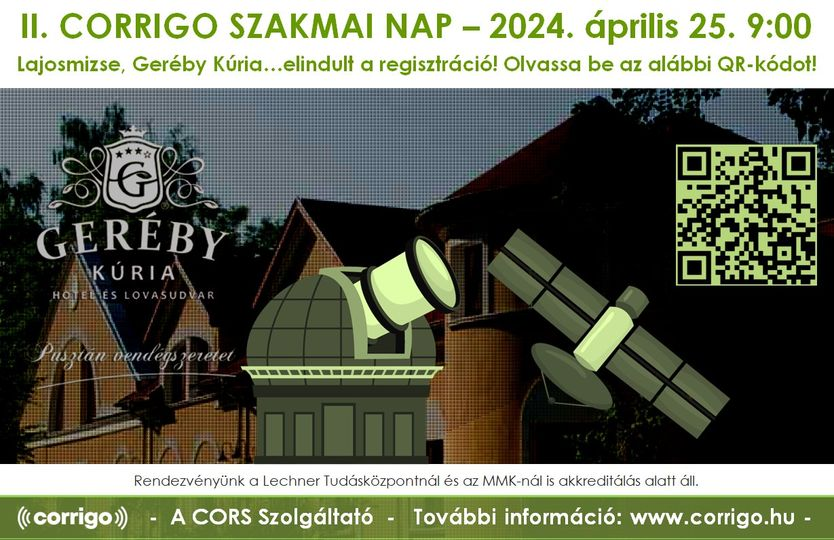 II. CORRIGO SZAKMAI NAP – 2024. április 25. 9:00
Lajosmizse, Geréby Kúria...elindult a regisztráció! Olvassa be az alábbi QR-kódot!
G
GERÉBY
KÚRIA
HOTEL ÉS LOVASUDVAR
Pusztán vendégszeretet
Rendezvényünk a Lechner Tudásközpontnál és az MMK-nál is akkreditálás alatt áll.
((corrigo)) - A CORS Szolgáltató - További információ: www.corrigo.hu -